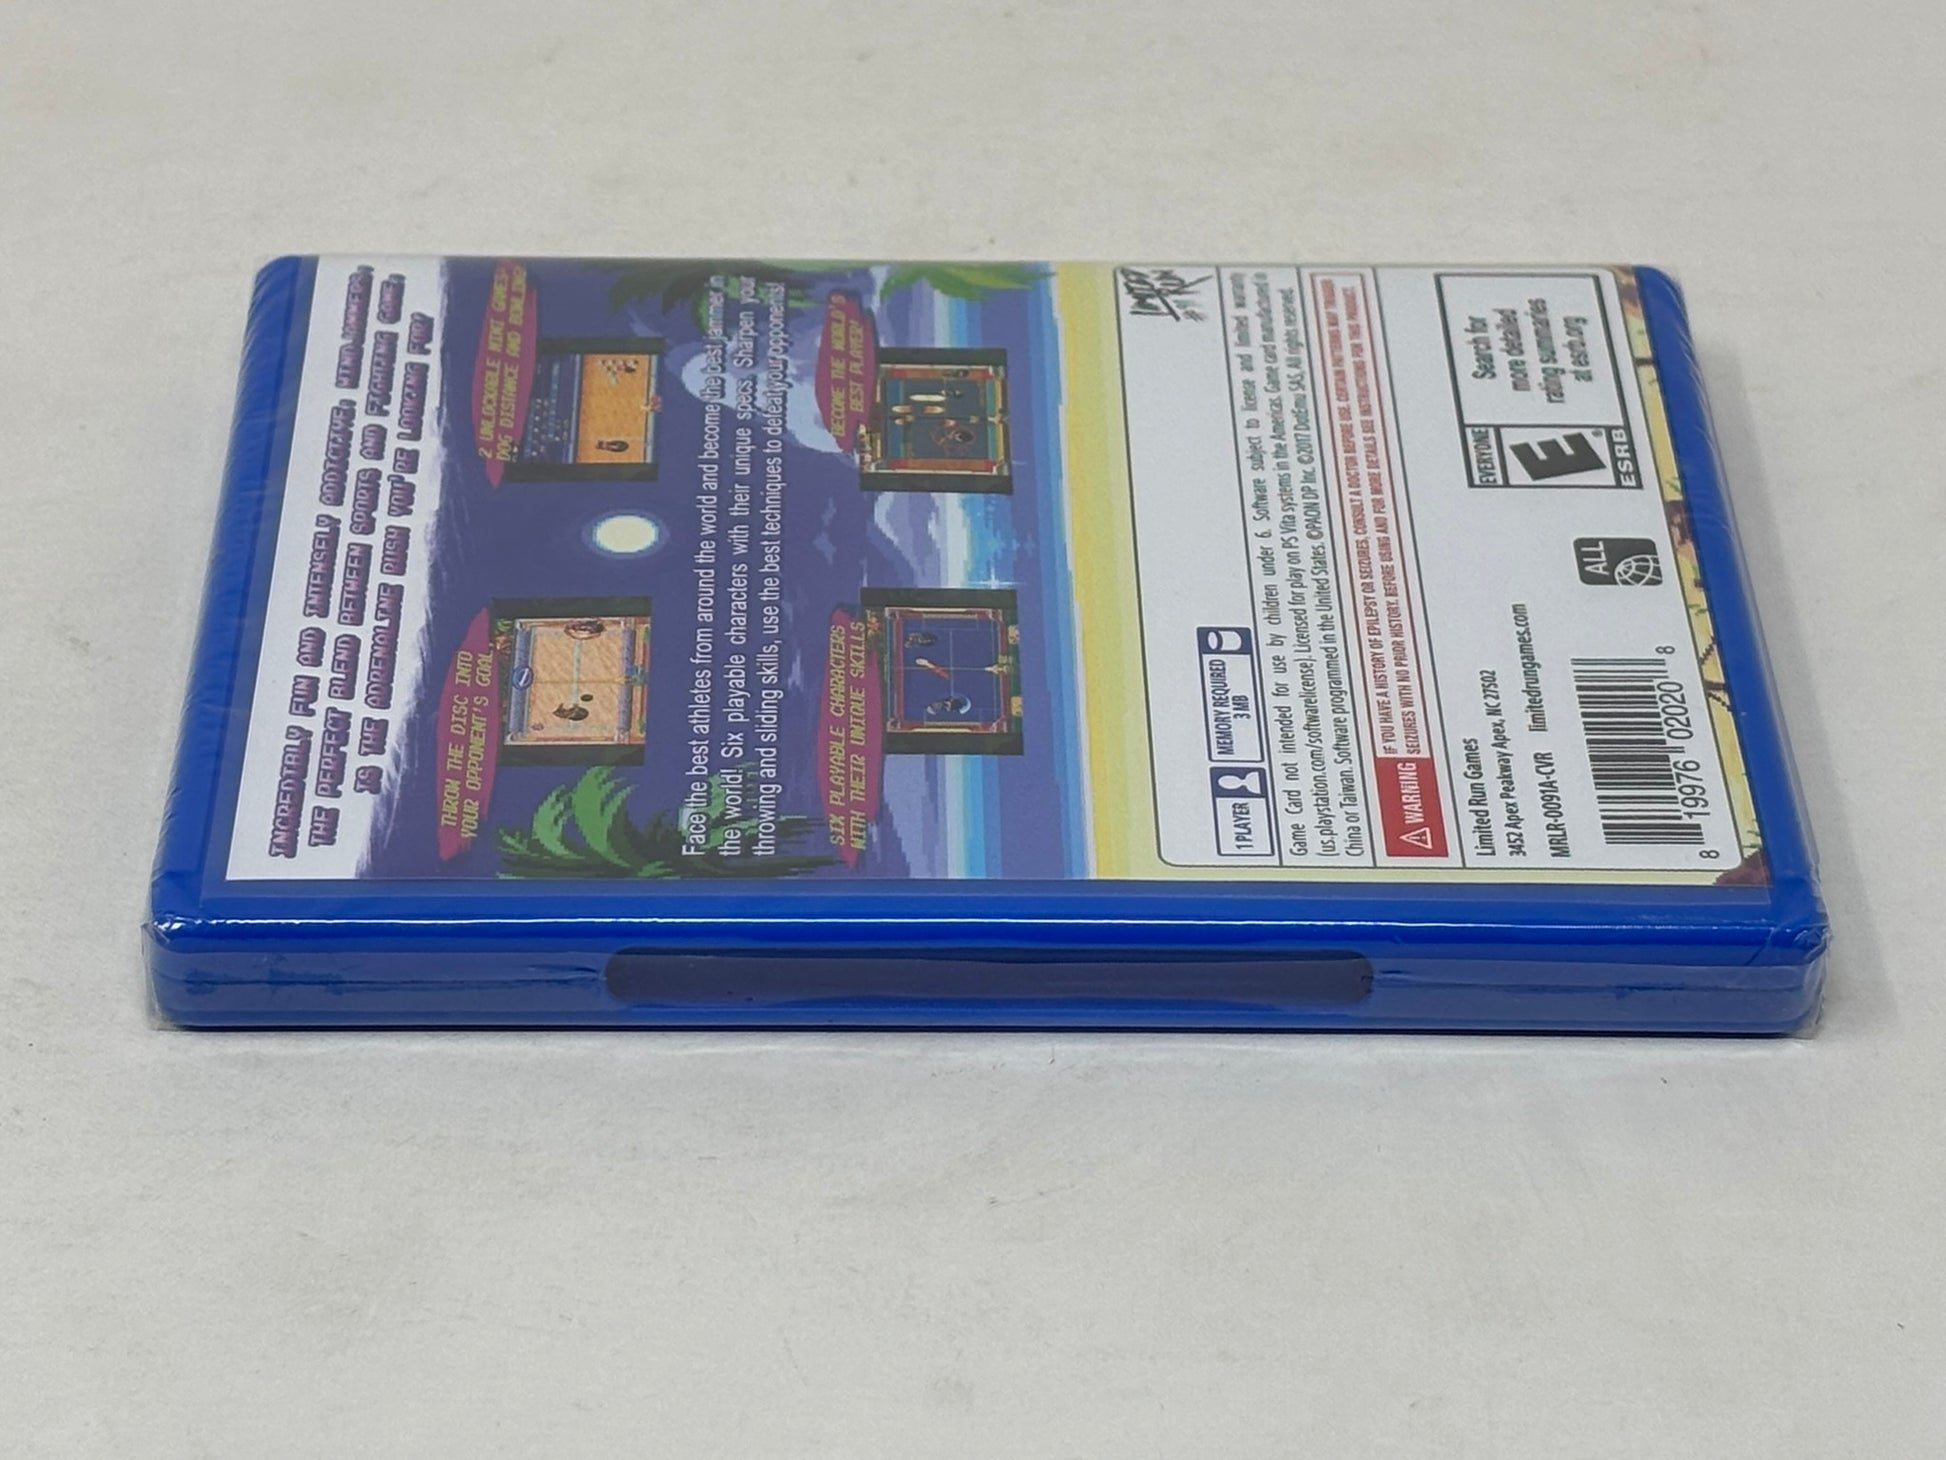 INCREDIBLY FUN AND INTENSELY ADDICTIVE, WINDJAMMERS,
THE PERFECT BLEND BETWEEN SPORTS AND FIGHTING GAME,
IS THE ADRENALINE RUSH YOU'RE LOOKING FOR!
THROW THE DISC INTO
YOUR OPPONENT'S GOAL.
2 UNLOCKABLE MINI GAMES:
DOG DISTANCE AND BOWLING!
Face the best athletes from around the world and become the best jammer in
the world! Six playable characters with their unique specs. Sharpen your
throwing and sliding skills, use the best techniques to defeat your opponents!
SIX PLAYABLE CHARACTERS
WITH THEIR UNIQUE SKILLS
BECOME THE WORLD'S
BEST PLAYER!
LIMITED
RUN
1 PLAYER
MEMORY REQUIRED
3 MB
Game Card not intended for use by children under 6. Software subject to license and limited warranty
(us.playstation.com/softwarelicense). Licensed for play on PS Vita systems in the Americas. Game card manufactured in
China or Taiwan. Software programmed in the United States. ©PAON DP Inc. ©2017 DotEmu SAS, All rights reserved.
WARNING
IF YOU HAVE A HISTORY OF EPILEPSY OR SEIZURES, CONSULT A DOCTOR BEFORE USE. CERTAIN PATTERNS MAY TRIGGER
SEIZURES WITH NO PRIOR HISTORY. BEFORE USING AND FOR MORE DETAILS SEE INSTRUCTIONS FOR THIS PRODUCT.
Limited Run Games
3452 Apex Peakway Apex, NC 27502
MRLR-0091A-CVR limitedrungames.com
8 19976 02020 8
ALL
EVERYONE
E
ESRB
Search for
more detailed
rating summaries
at esrb.org